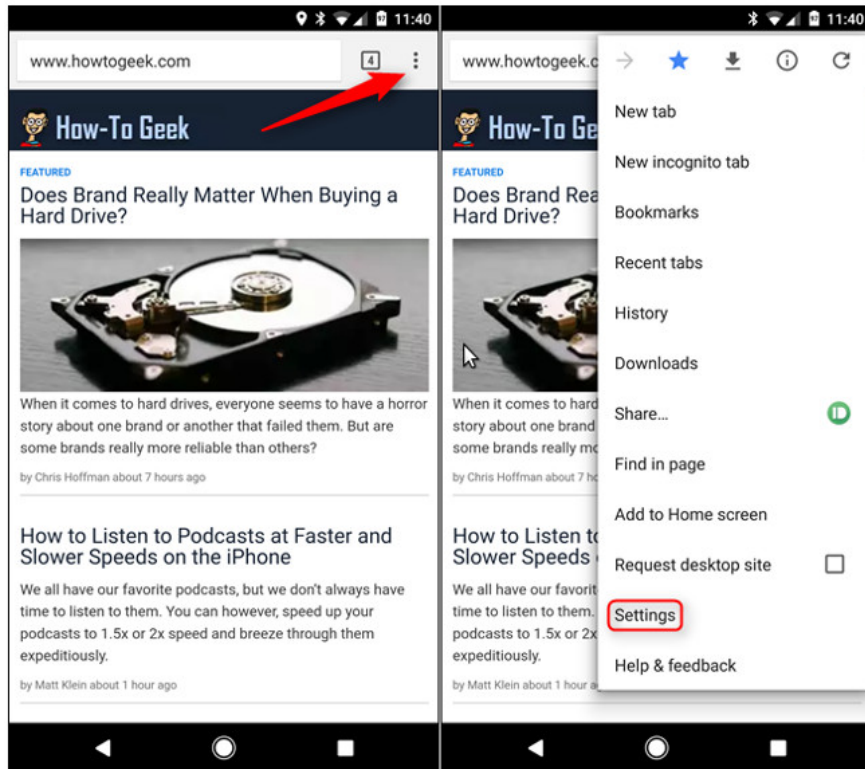 11:40
www.howtogeek.com
4
How-To Geek
FEATURED
Does Brand Really Matter When Buying a
Hard Drive?
When it comes to hard drives, everyone seems to have a horror
story about one brand or another that failed them. But are
some brands really more reliable than others?
by Chris Hoffman about 7 hours ago
How to Listen to Podcasts at Faster and
Slower Speeds on the iPhone
We all have our favorite podcasts, but we don't always have
time to listen to them. You can however, speed up your
podcasts to 1.5x or 2x speed and breeze through them
expeditiously.
by Matt Klein about 1 hour ago
11:40
www.howtogeek.c
How-To Ge
FEATURED
Does Brand Rea
Hard Drive?
When it comes to hard
story about one brand
some brands really mo
by Chris Hoffman about 7 ho
How to Listen to
Slower Speeds
We all have our favorit
time to listen to them.
podcasts to 1.5x or 2x
expeditiously.
by Matt Klein about 1 hour a
New tab
New incognito tab
Bookmarks
Recent tabs
History
Downloads
Share...
Find in page
Add to Home screen
Request desktop site
Settings
Help & feedback